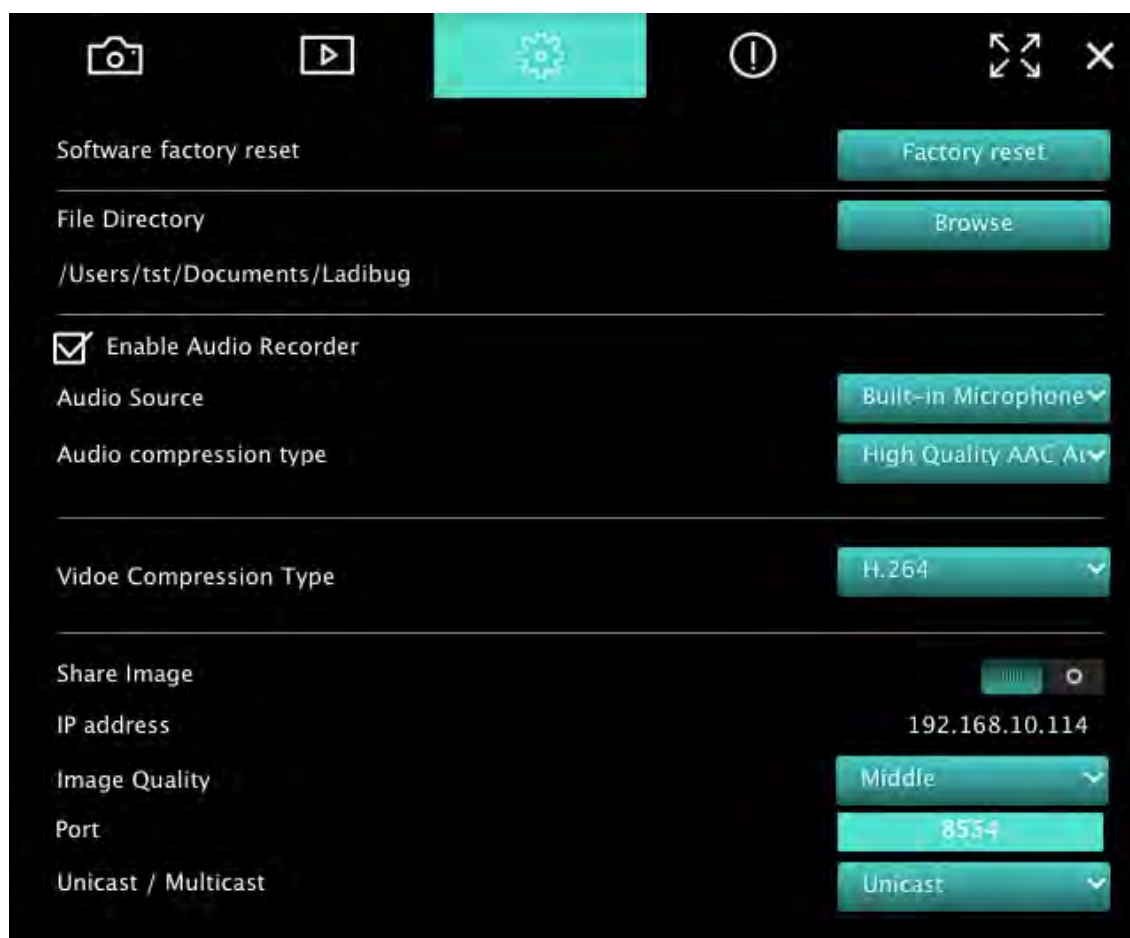 Software factory reset Factory reset
File Directory Browse
/Users/tst/Documents/Ladibug
Enable Audio Recorder
Audio Source Built-in Microphone
Audio compression type High Quality AAC Au
Vidoe Compression Type H.264
Share Image
IP address 192.168.10.114
Image Quality Middle
Port 8554
Unicast / Multicast Unicast